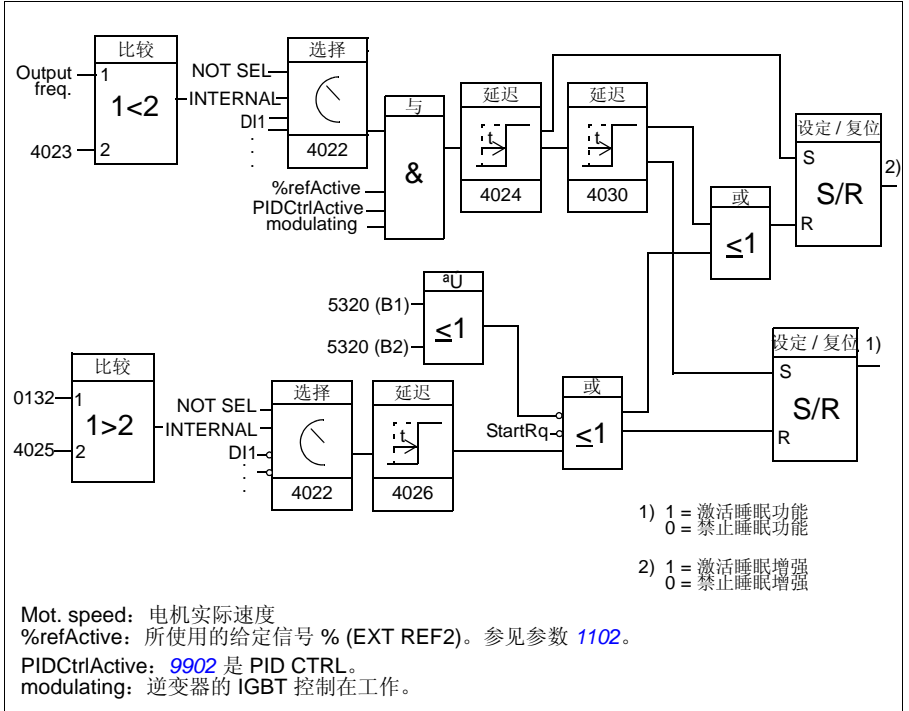 比较
Output freq.
1
1<2
4023
2
选择
NOT SEL
INTERNAL
DI1
.
.
.
4022
与
&
%refActive
PIDCtrlActive
modulating
延迟
t
4024
延迟
t
4030
或
≤1
设定 / 复位
S
S/R
R
2)
ªÚ
≤1
5320 (B1)
5320 (B2)
比较
0132
1
1>2
4025
2
选择
NOT SEL
INTERNAL
DI1
.
.
.
4022
延迟
t
4026
或
StartRq
≤1
设定 / 复位
1)
S
S/R
R
1) 1 = 激活睡眠功能
0 = 禁止睡眠功能
2) 1 = 激活睡眠增强
0 = 禁止睡眠增强
Mot. speed：电机实际速度
%refActive：所使用的给定信号 % (EXT REF2)。参见参数 1102。
PIDCtrlActive：9902 是 PID CTRL。
modulating：逆变器的 IGBT 控制在工作。